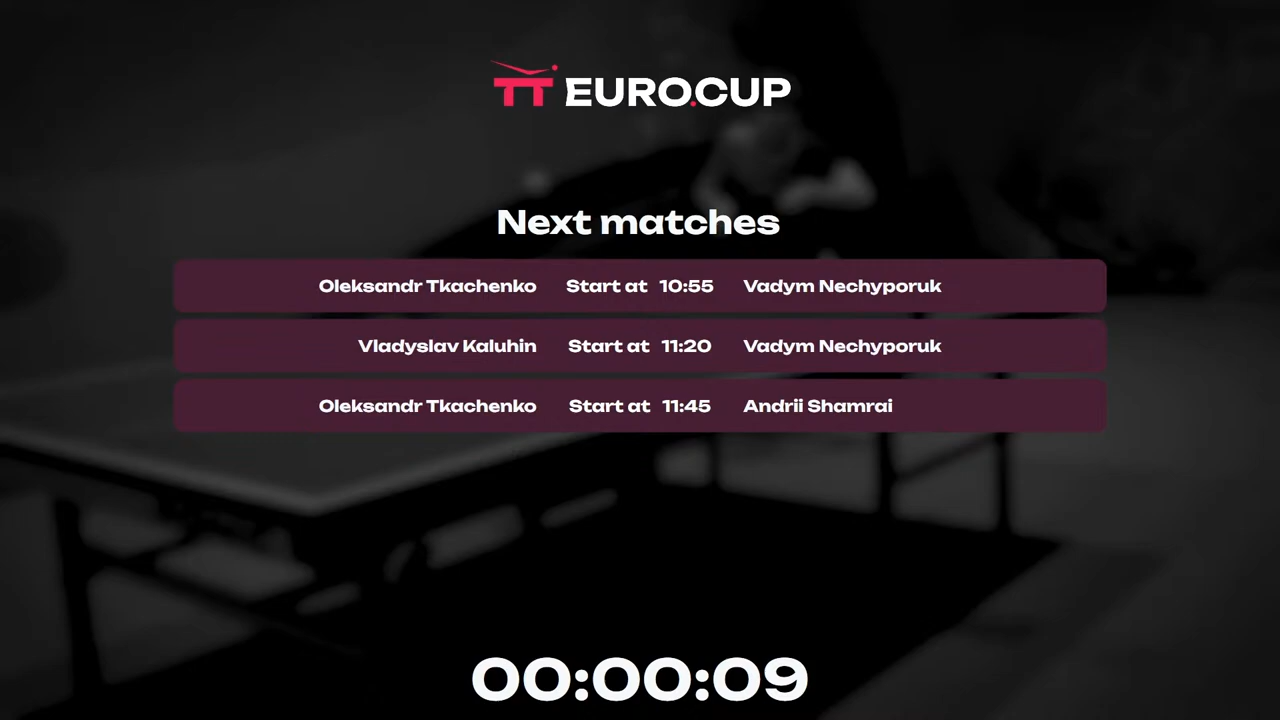 TT EURO.CUP
Next matches
Oleksandr Tkachenko Start at 10:55 Vadym Nechyporuk
Vladyslav Kaluhin Start at 11:20 Vadym Nechyporuk
Oleksandr Tkachenko Start at 11:45 Andrii Shamrai
00:00:09